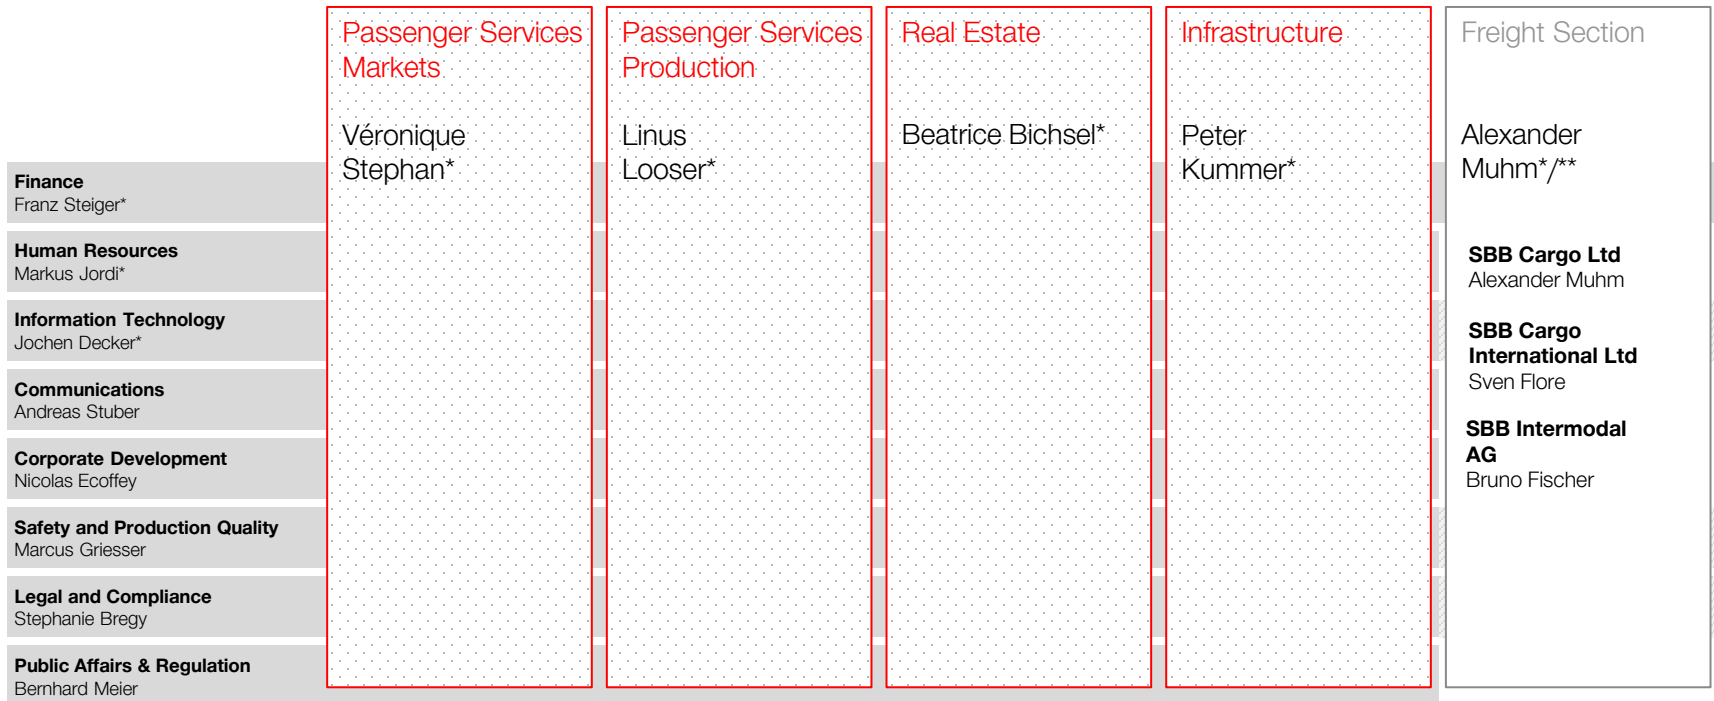 Passenger Services
Markets
Véronique
Stephan*
Passenger Services
Production
Linus
Looser*
Real Estate
Beatrice Bichsel*
Infrastructure
Peter
Kummer*
Freight Section
Alexander
Muhm*/**
SBB Cargo Ltd
Alexander Muhm
SBB Cargo
International Ltd
Sven Flore
SBB Intermodal
AG
Bruno Fischer
Finance
Franz Steiger*
Human Resources
Markus Jordi*
Information Technology
Jochen Decker*
Communications
Andreas Stuber
Corporate Development
Nicolas Ecoffey
Safety and Production Quality
Marcus Griesser
Legal and Compliance
Stephanie Bregy
Public Affairs & Regulation
Bernhard Meier